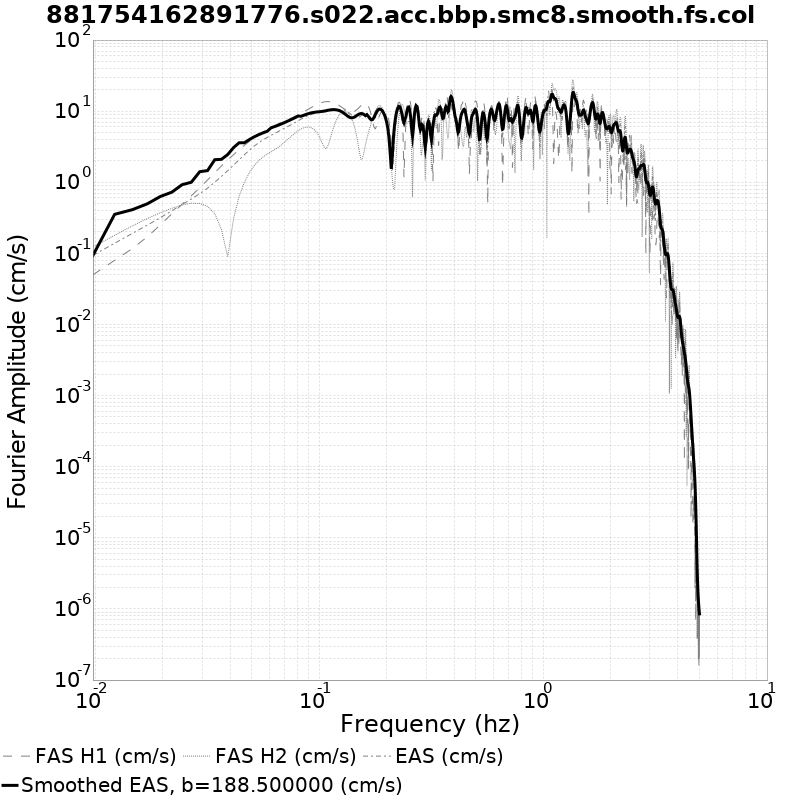 881754162891776.s022.acc.bbp.smc8.smooth.fs.col
10^2
10^1
10^0
10^-1
10^-2
10^-3
10^-4
10^-5
10^-6
10^-7
Fourier Amplitude (cm/s)
10^-2 10^-1 10^0 10^1
Frequency (hz)
FAS H1 (cm/s) FAS H2 (cm/s) EAS (cm/s)
Smoothed EAS, b=188.500000 (cm/s)